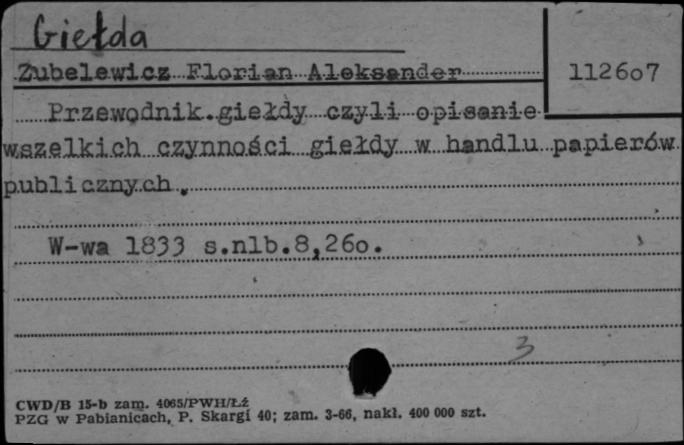 Giełda
Zubelewicz Florian Aleksander
112607
Przewodnik giełdy czyli opisanie
wszelkich czynności giełdy w handlu papierów
publicznych.
W-wa 1833 s.nlb.8,260.
3
CWD/B 15-b zam. 4065/PWH/Łź
PZG w Pabianicach, P. Skargi 40; zam. 3-66, nakł. 400 000 szt.